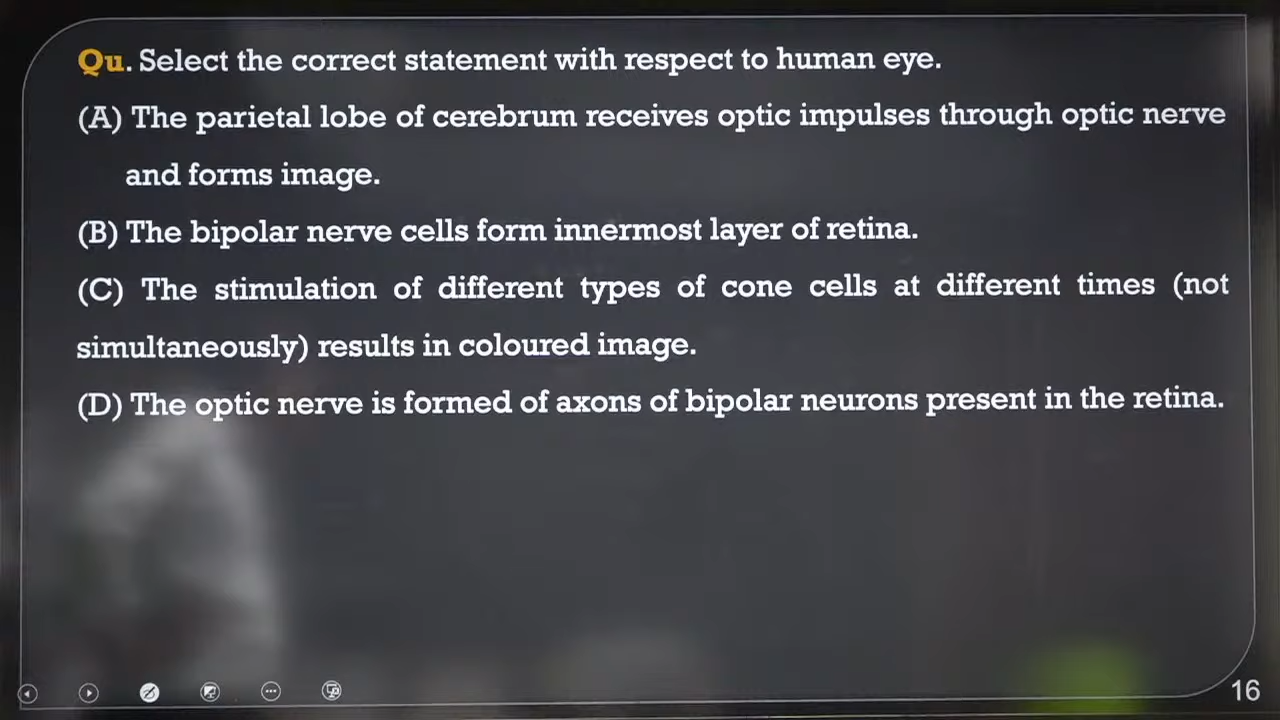 Qu. Select the correct statement with respect to human eye.
(A) The parietal lobe of cerebrum receives optic impulses through optic nerve
and forms image.
(B) The bipolar nerve cells form innermost layer of retina.
(C) The stimulation of different types of cone cells at different times (not
simultaneously) results in coloured image.
(D) The optic nerve is formed of axons of bipolar neurons present in the retina.
16